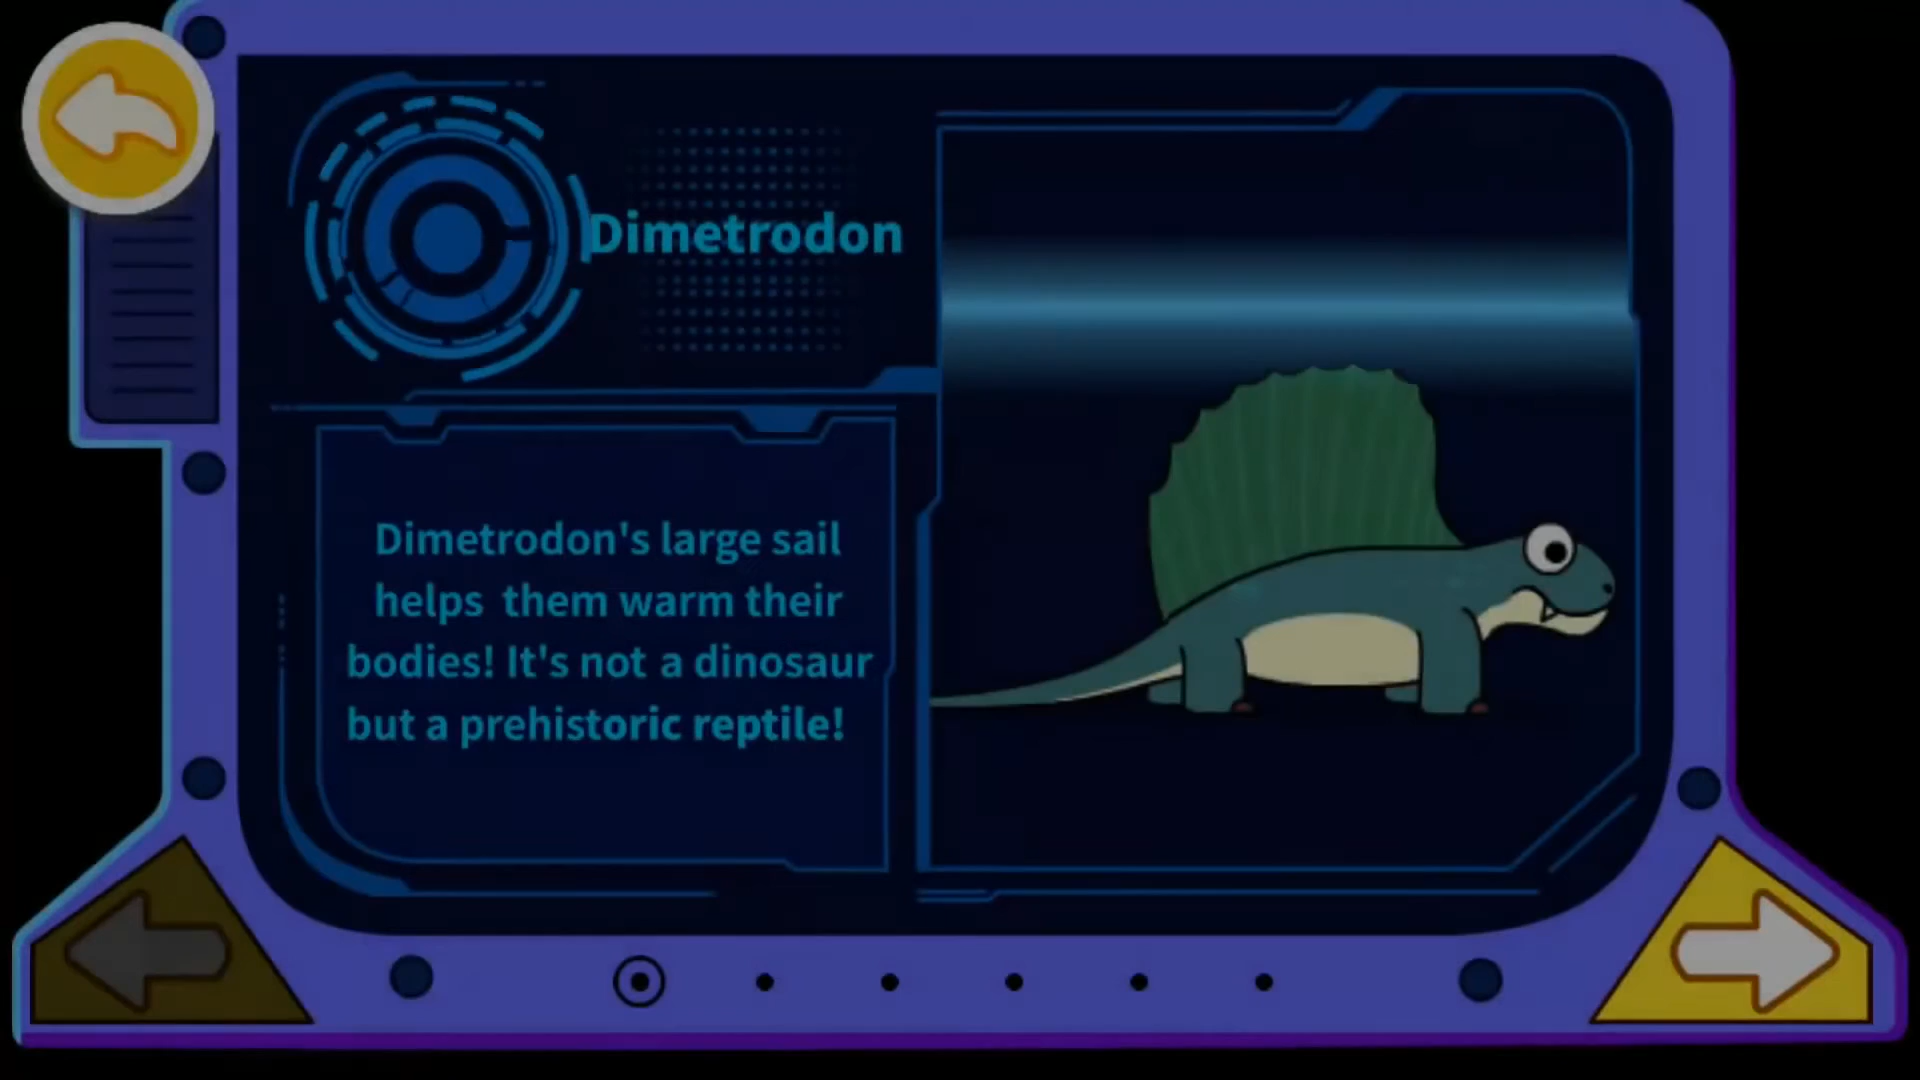 Dimetrodon
Dimetrodon's large sail
helps them warm their
bodies! It's not a dinosaur
but a prehistoric reptile!